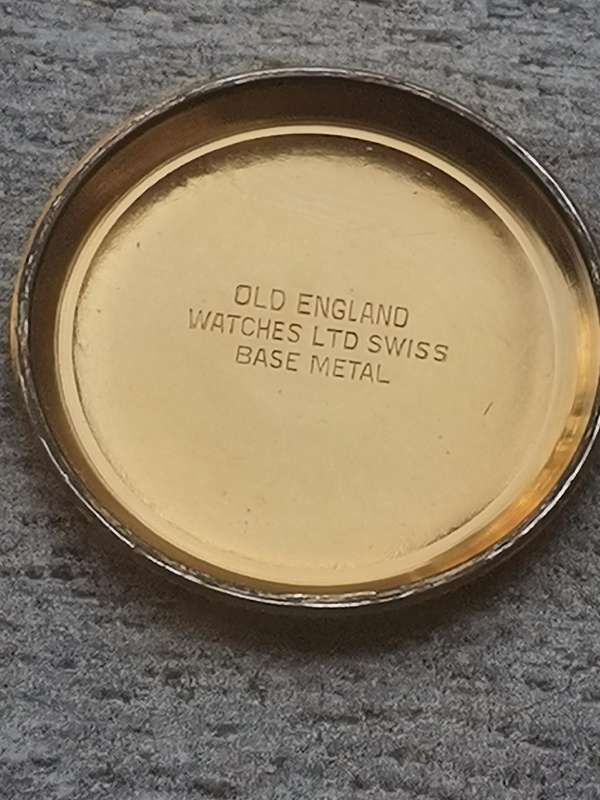 OLD ENGLAND
WATCHES LTD SWISS
BASE METAL